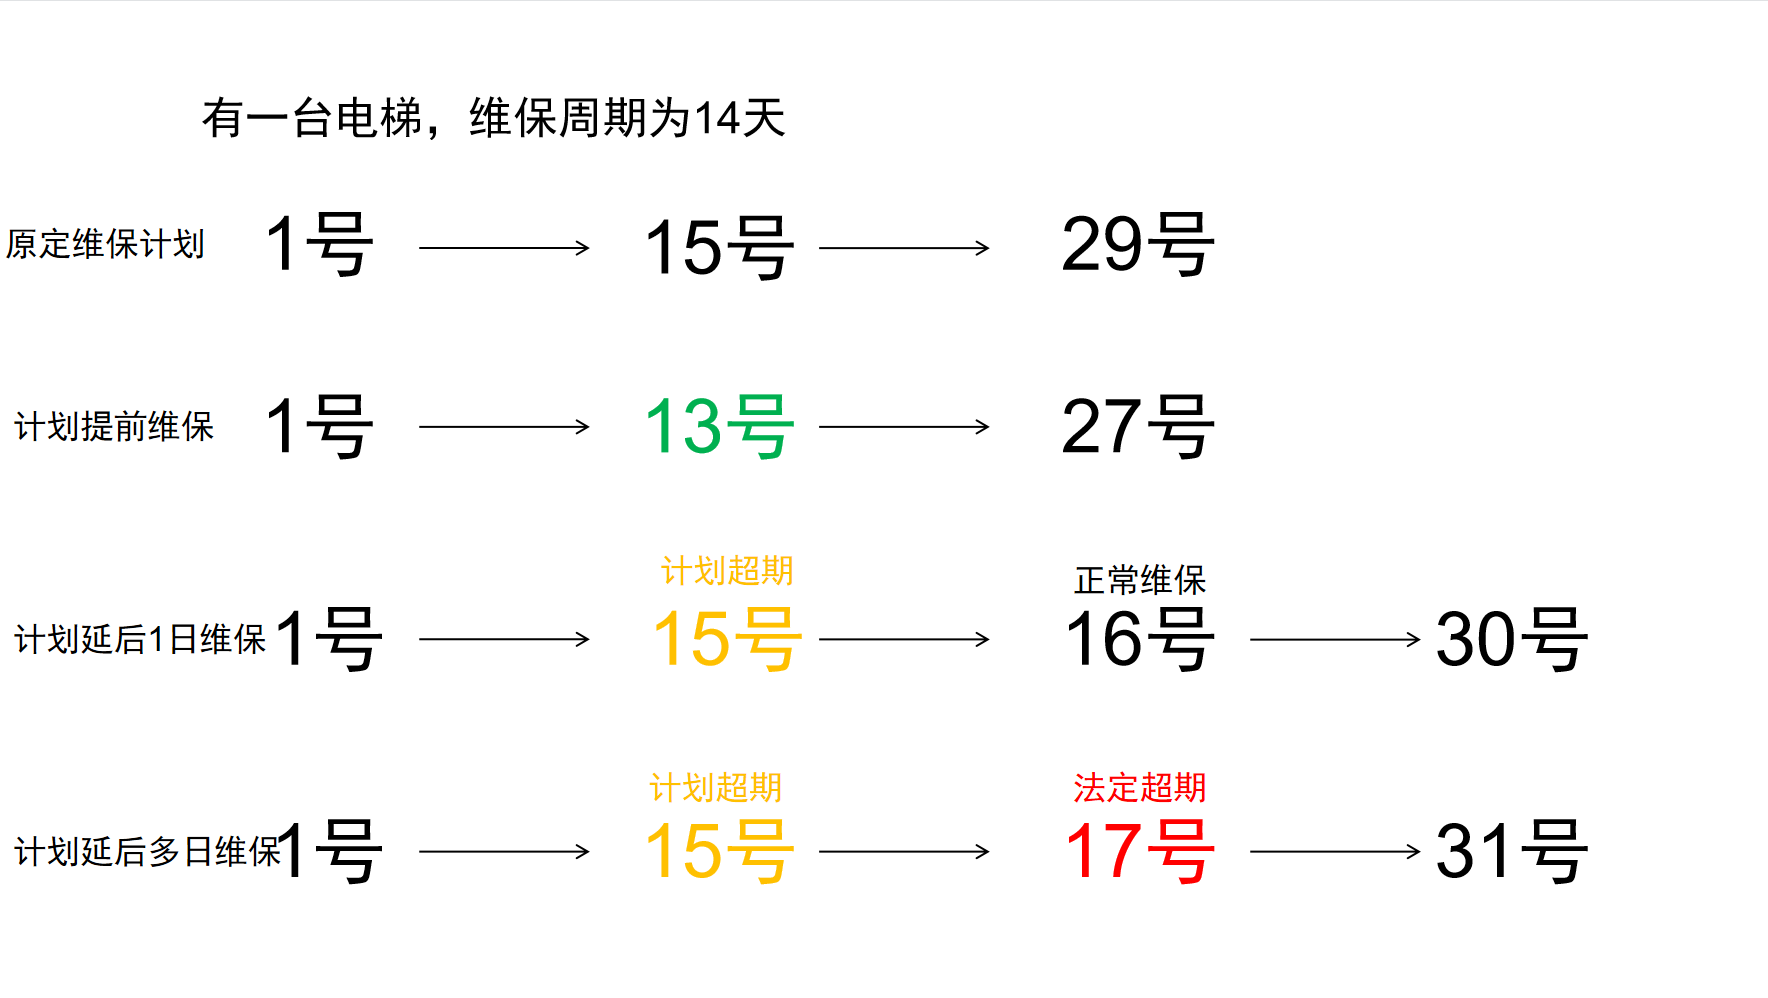 有一台电梯，维保周期为14天
原定维保计划 1号 15号 29号
计划提前维保 1号 13号 27号
计划超期 正常维保
计划延后1日维保 1号 15号 16号 30号
计划超期 法定超期
计划延后多日维保 1号 15号 17号 31号